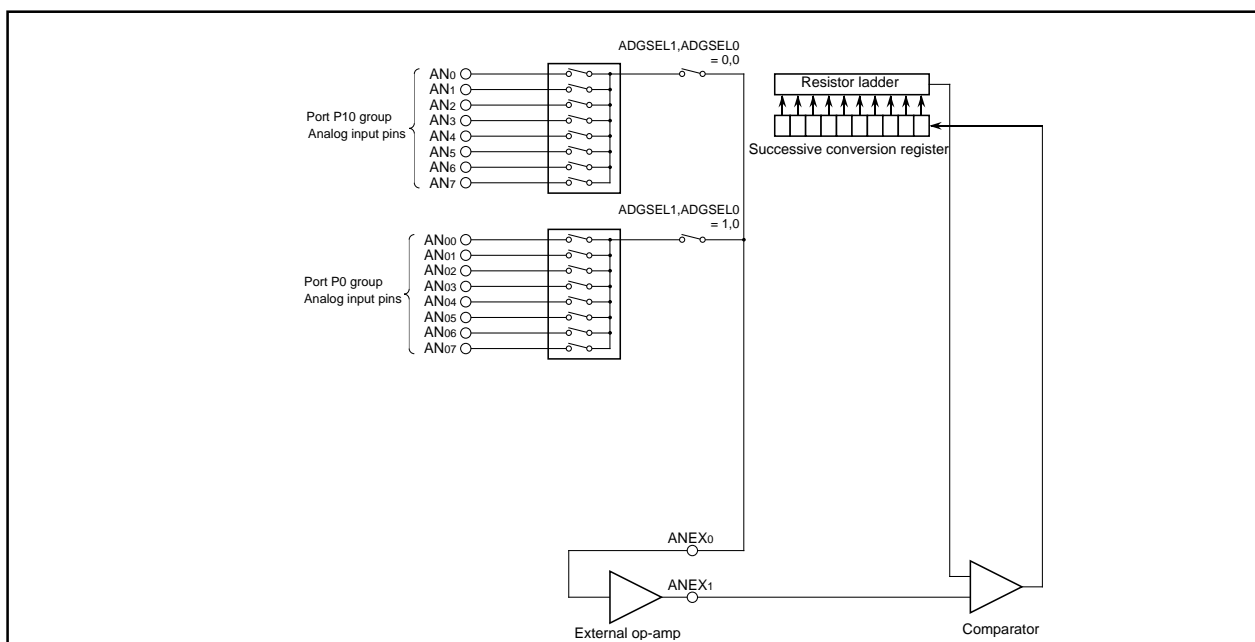 ADGSEL1,ADGSEL0
= 0,0
Port P10 group
Analog input pins
AN0
AN1
AN2
AN3
AN4
AN5
AN6
AN7
Resistor ladder
Successive conversion register
ADGSEL1,ADGSEL0
= 1,0
Port P0 group
Analog input pins
AN00
AN01
AN02
AN03
AN04
AN05
AN06
AN07
ANEX0
ANEX1
External op-amp
Comparator